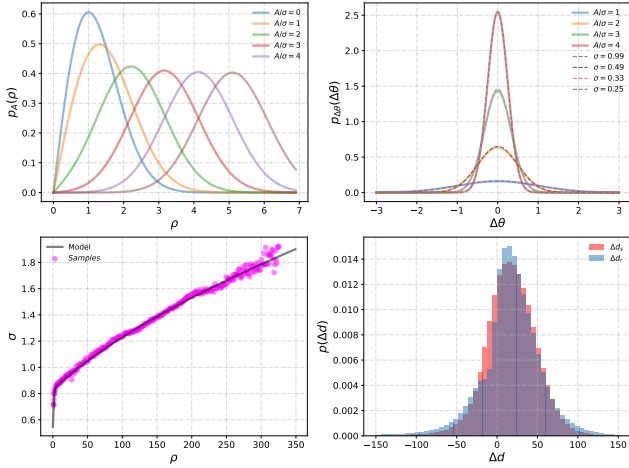 A/σ = 0
A/σ = 1
A/σ = 2
A/σ = 3
A/σ = 4
0.6
0.5
0.4
0.3
0.2
0.1
0.0
p_A(ρ)
0 1 2 3 4 5 6 7
ρ
A/σ = 1
A/σ = 2
A/σ = 3
A/σ = 4
σ = 0.99
σ = 0.49
σ = 0.33
σ = 0.25
2.5
2.0
1.5
1.0
0.5
0.0
p_Δθ(Δθ)
−3 −2 −1 0 1 2 3
Δθ
Model
Samples
1.8
1.6
1.4
1.2
1.0
0.8
0.6
σ
0 50 100 150 200 250 300 350
ρ
Δd_s
Δd_r
0.014
0.012
0.010
0.008
0.006
0.004
0.002
0.000
p(Δd)
−150 −100 −50 0 50 100 150
Δd